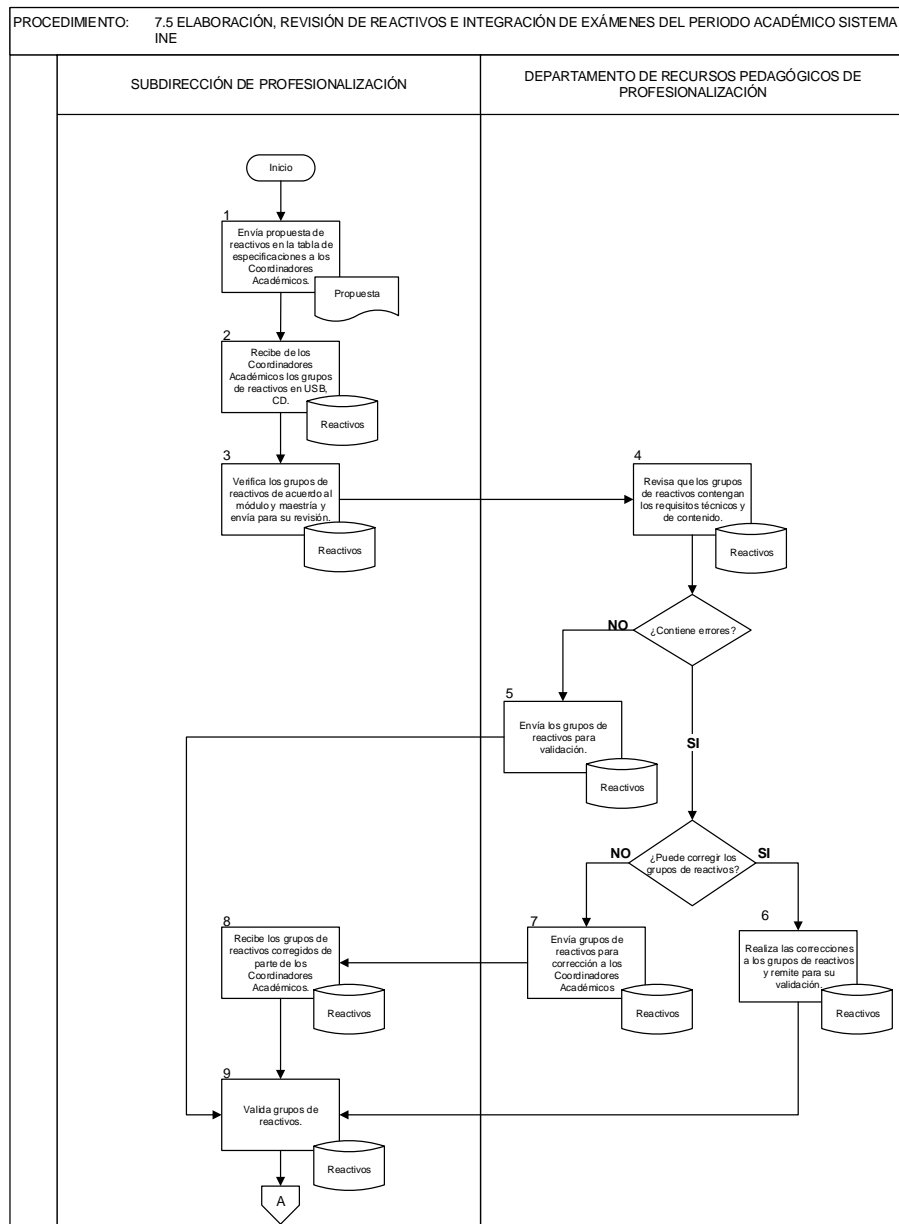 PROCEDIMIENTO: 7.5 ELABORACIÓN, REVISIÓN DE REACTIVOS E INTEGRACIÓN DE EXÁMENES DEL PERIODO ACADÉMICO SISTEMA
INE
SUBDIRECCIÓN DE PROFESIONALIZACIÓN
DEPARTAMENTO DE RECURSOS PEDAGÓGICOS DE
PROFESIONALIZACIÓN
Inicio
1
Envía propuesta de
reactivos en la tabla de
especificaciones a los
Coordinadores
Académicos.
Propuesta
2
Recibe de los
Coordinadores
Académicos los grupos
de reactivos en USB,
CD.
Reactivos
3
Verifica los grupos de
reactivos de acuerdo al
módulo y maestría y
envía para su revisión.
Reactivos
4
Revisa que los grupos
de reactivos contengan
los requisitos técnicos y
de contenido.
Reactivos
¿Contiene errores?
NO
SI
5
Envía los grupos de
reactivos para
validación.
Reactivos
¿Puede corregir los
grupos de reactivos?
NO
SI
6
Realiza las correcciones
a los grupos de reactivos
y remite para su
validación.
Reactivos
7
Envía grupos de
reactivos para
corrección a los
Coordinadores
Académicos
Reactivos
8
Recibe los grupos de
reactivos corregidos de
parte de los
Coordinadores
Académicos.
Reactivos
9
Valida grupos de
reactivos.
Reactivos
A